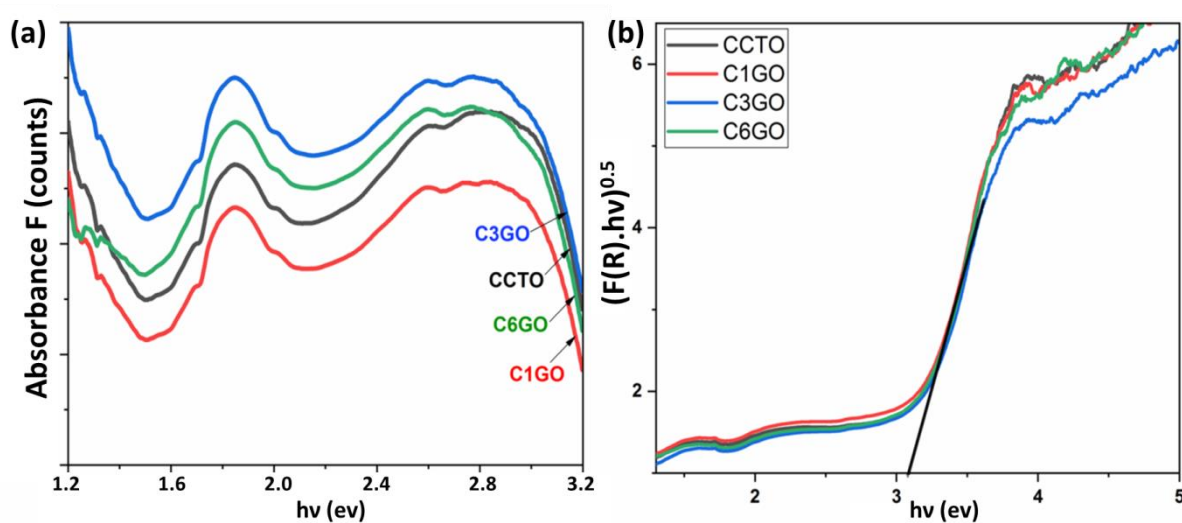 (a)
Absorbance F (counts)
C3GO
CCTO
C6GO
C1GO
1.2 1.6 2.0 2.4 2.8 3.2
hν (ev)
(b)
CCTO
C1GO
C3GO
C6GO
(F(R).hν)0.5
6
4
2
2 3 4 5
hν (ev)